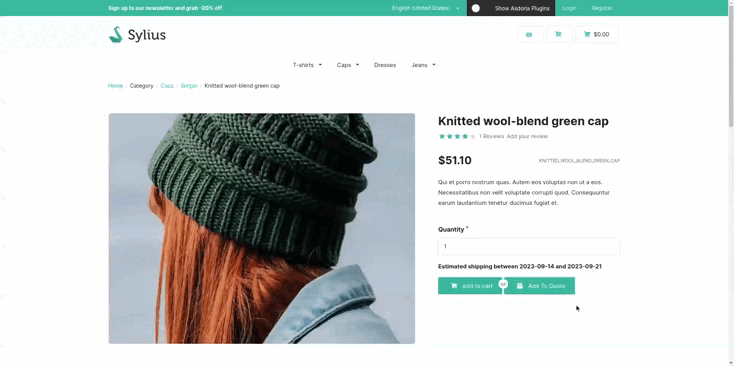 Sign up to our newsletter and grab -20% off
English (United States)
Show Asdoria Plugins
Login
Register
Sylius
$0.00
T-shirts
Caps
Dresses
Jeans
Home / Category / Caps / Simple / Knitted wool-blend green cap
Knitted wool-blend green cap
1 Reviews Add your review
$51.10
KNITTED_WOOL_BLEND_GREEN_CAP
Qui et porro nostrum quas. Autem eos voluptas non ut a eos.
Necessitatibus non velit voluptate corrupti quod. Consequuntur
earum laudantium tenetur ducimus fugiat et.
Quantity *
1
Estimated shipping between 2023-09-14 and 2023-09-21
Add to cart
or
Add To Quote